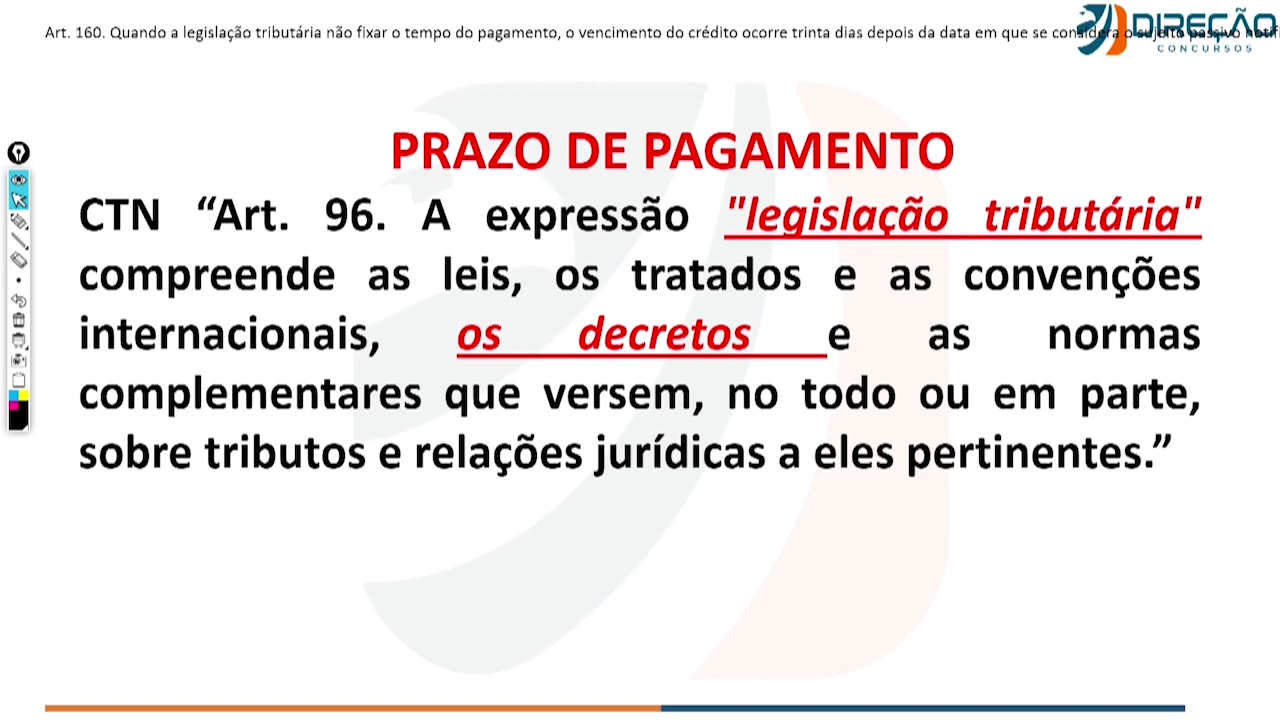 Art. 160. Quando a legislação tributária não fixar o tempo do pagamento, o vencimento do crédito ocorre trinta dias depois da data em que se considera o sujeito passivo notifi
DIREÇÃO
CONCURSOS
PRAZO DE PAGAMENTO
CTN “Art. 96. A expressão "legislação tributária"
compreende as leis, os tratados e as convenções
internacionais, os decretos e as normas
complementares que versem, no todo ou em parte,
sobre tributos e relações jurídicas a eles pertinentes.”